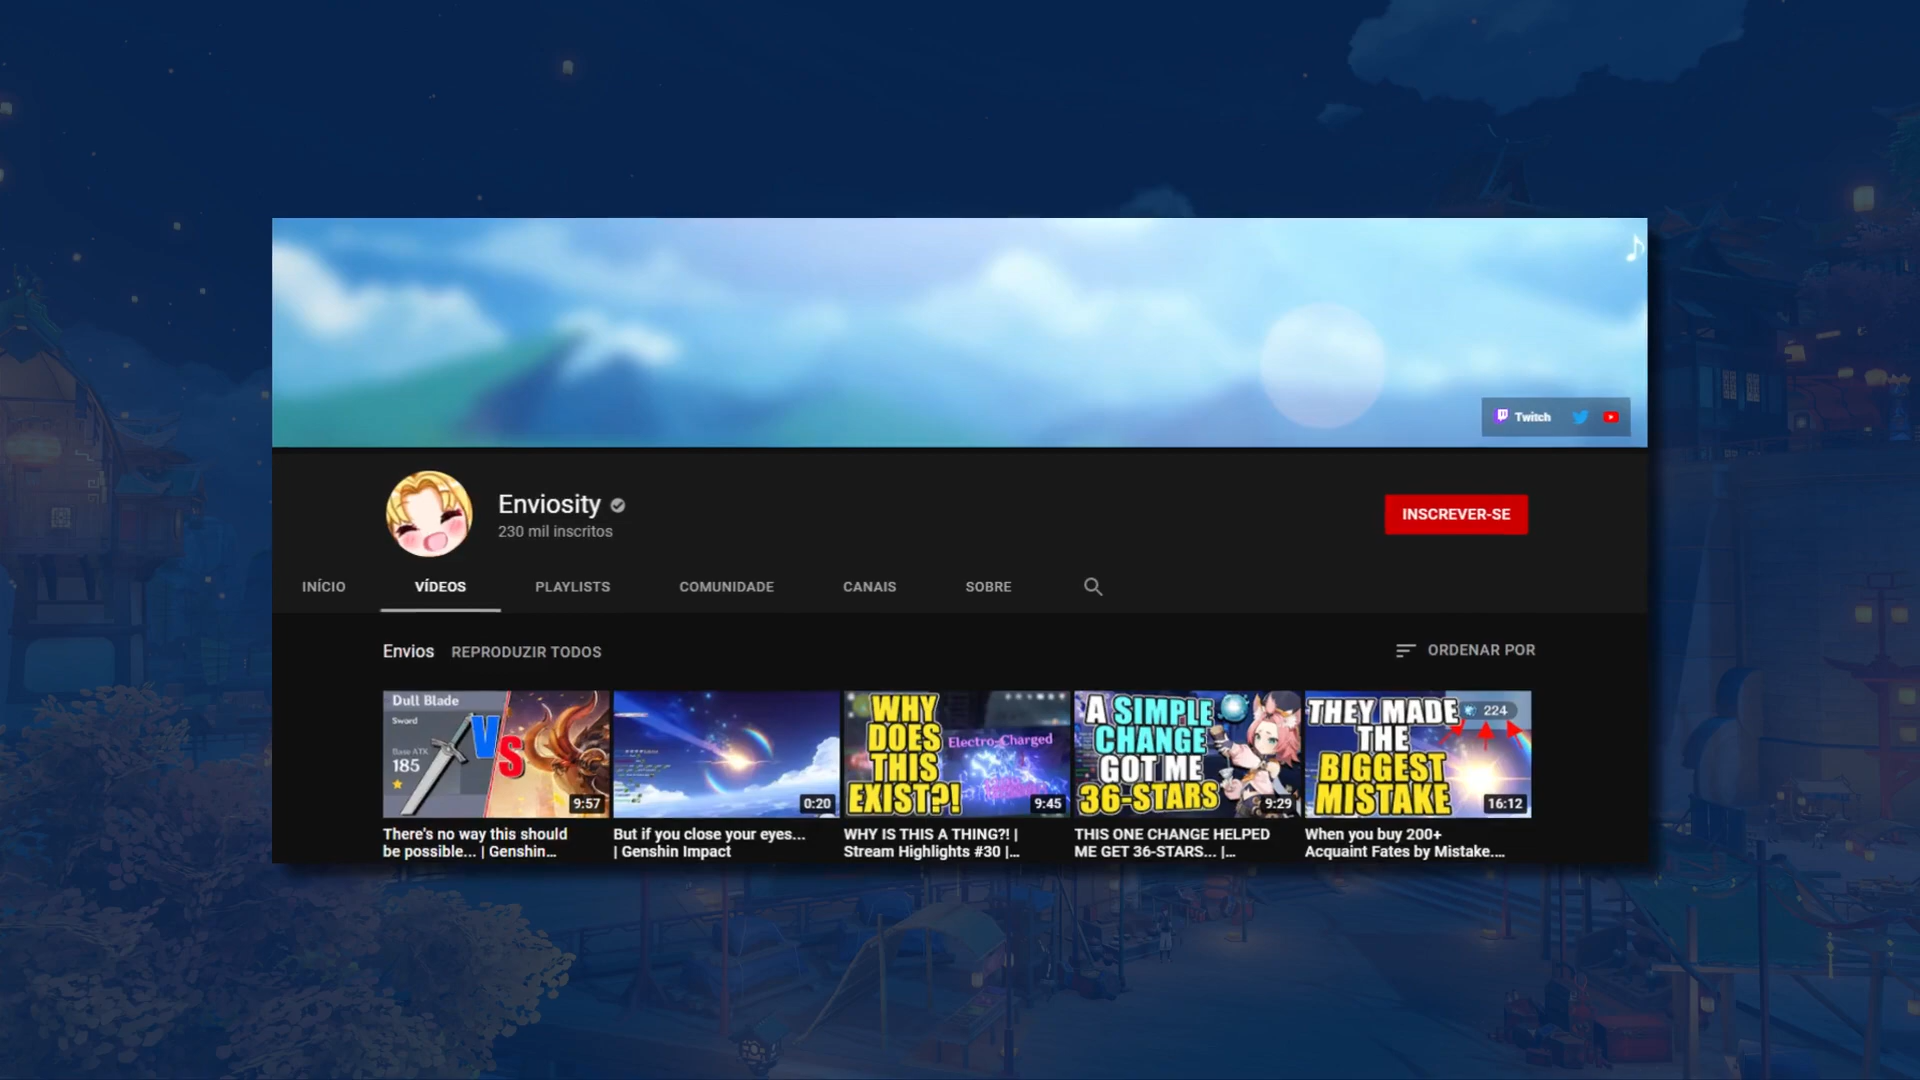 Twitch
Enviosity
230 mil inscritos
INSCREVER-SE
INÍCIO
VÍDEOS
PLAYLISTS
COMUNIDADE
CANAIS
SOBRE
Envios
REPRODUZIR TODOS
ORDENAR POR
Dull Blade
Sword
Base ATK
185
VS
9:57
There's no way this should
be possible... | Genshin...
0:20
But if you close your eyes...
| Genshin Impact
WHY
DOES
THIS
EXIST?!
Electro-Charged
9:45
WHY IS THIS A THING?! |
Stream Highlights #30 |...
A SIMPLE
CHANGE
GOT ME
36-STARS
9:29
THIS ONE CHANGE HELPED
ME GET 36-STARS... |...
THEY MADE
THE
BIGGEST
MISTAKE
224
16:12
When you buy 200+
Acquaint Fates by Mistake....